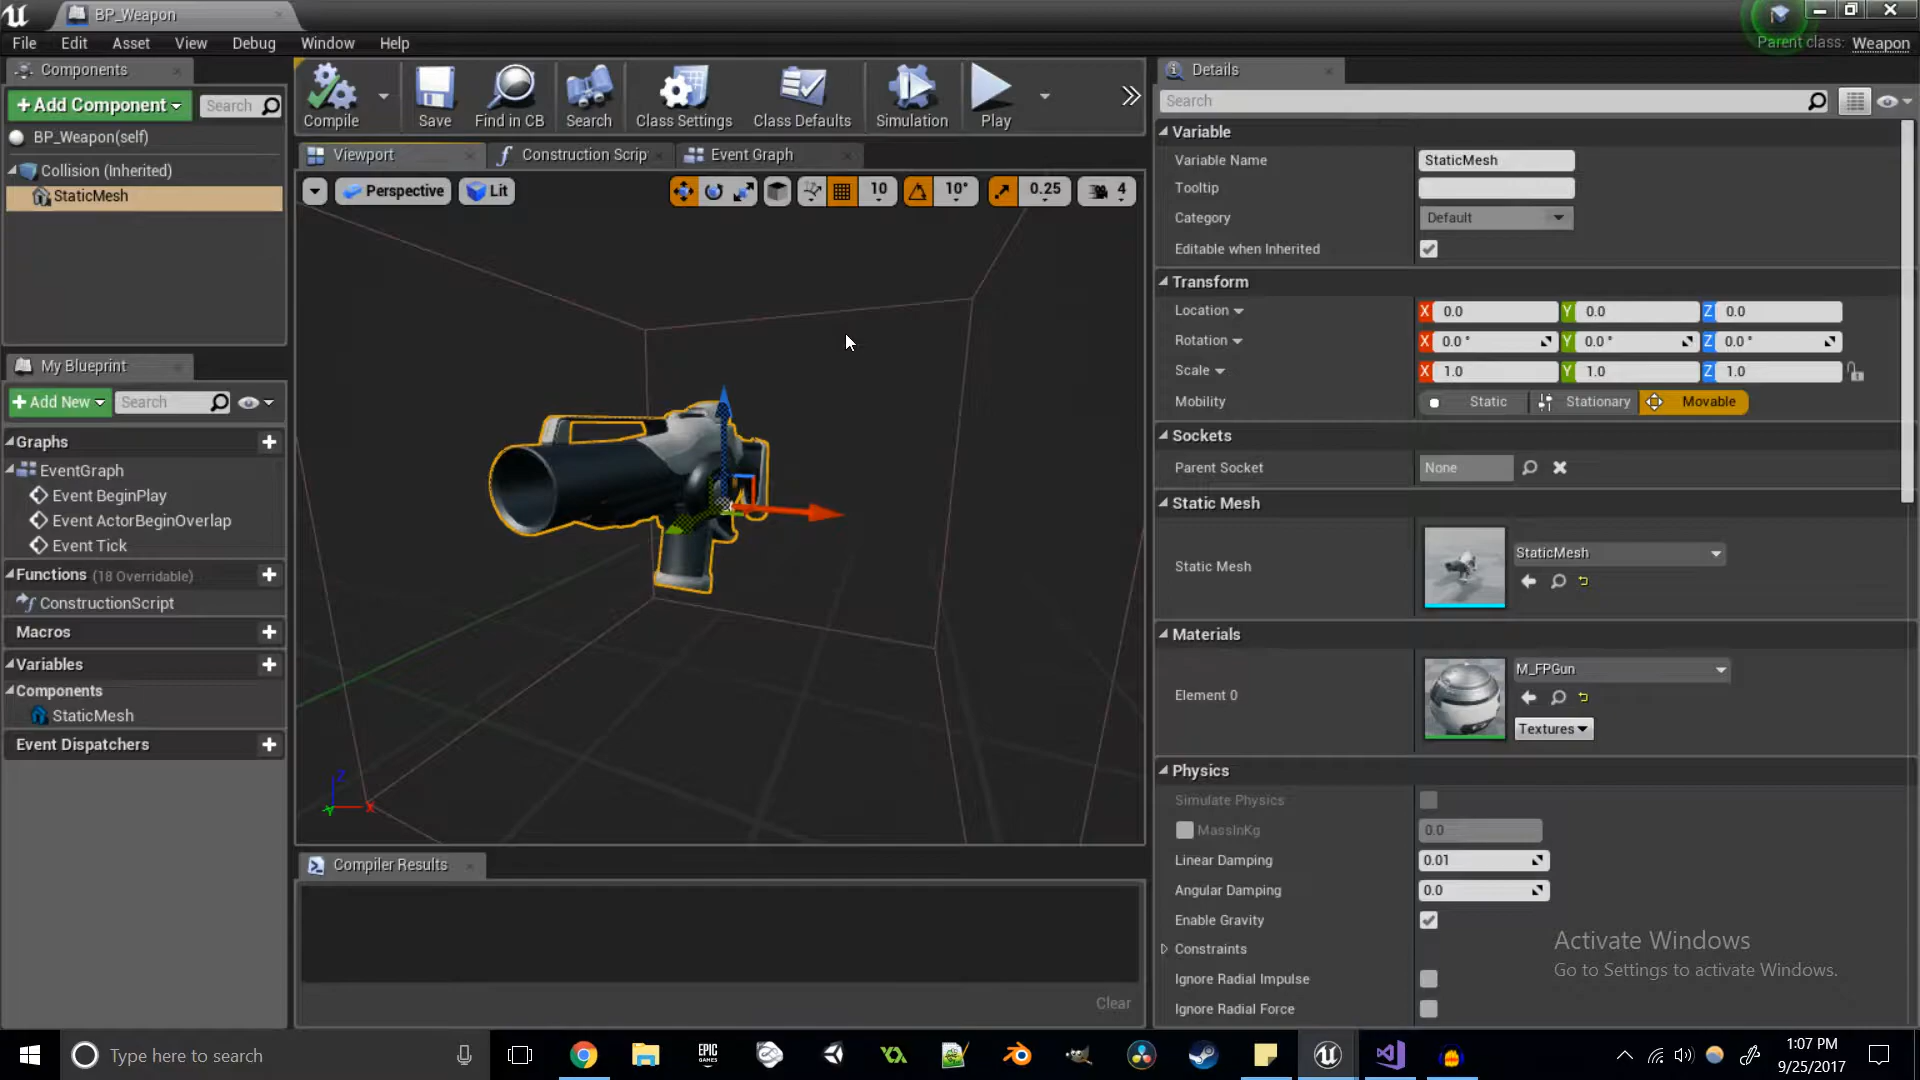 BP_Weapon
File Edit Asset View Debug Window Help
Parent class: Weapon
Components
+Add Component Search
BP_Weapon(self)
Collision (Inherited)
StaticMesh
Compile Save Find in CB Search Class Settings Class Defaults Simulation Play
Viewport Construction Scrip Event Graph
Perspective Lit 10 10° 0.25 4
My Blueprint
+Add New Search
Graphs
EventGraph
Event BeginPlay
Event ActorBeginOverlap
Event Tick
Functions (18 Overridable)
ConstructionScript
Macros
Variables
Components
StaticMesh
Event Dispatchers
Z
X
Y
Compiler Results
Clear
Details
Search
Variable
Variable Name StaticMesh
Tooltip
Category Default
Editable when Inherited
Transform
Location X 0.0 Y 0.0 Z 0.0
Rotation X 0.0 ° Y 0.0 ° Z 0.0 °
Scale X 1.0 Y 1.0 Z 1.0
Mobility Static Stationary Movable
Sockets
Parent Socket None
Static Mesh
Static Mesh StaticMesh
Materials
Element 0 M_FPGun
Textures
Physics
Simulate Physics
MassInKg 0.0
Linear Damping 0.01
Angular Damping 0.0
Enable Gravity
Constraints
Ignore Radial Impulse
Ignore Radial Force
Activate Windows
Go to Settings to activate Windows.
Type here to search
EPIC
GAMES
1:07 PM
9/25/2017